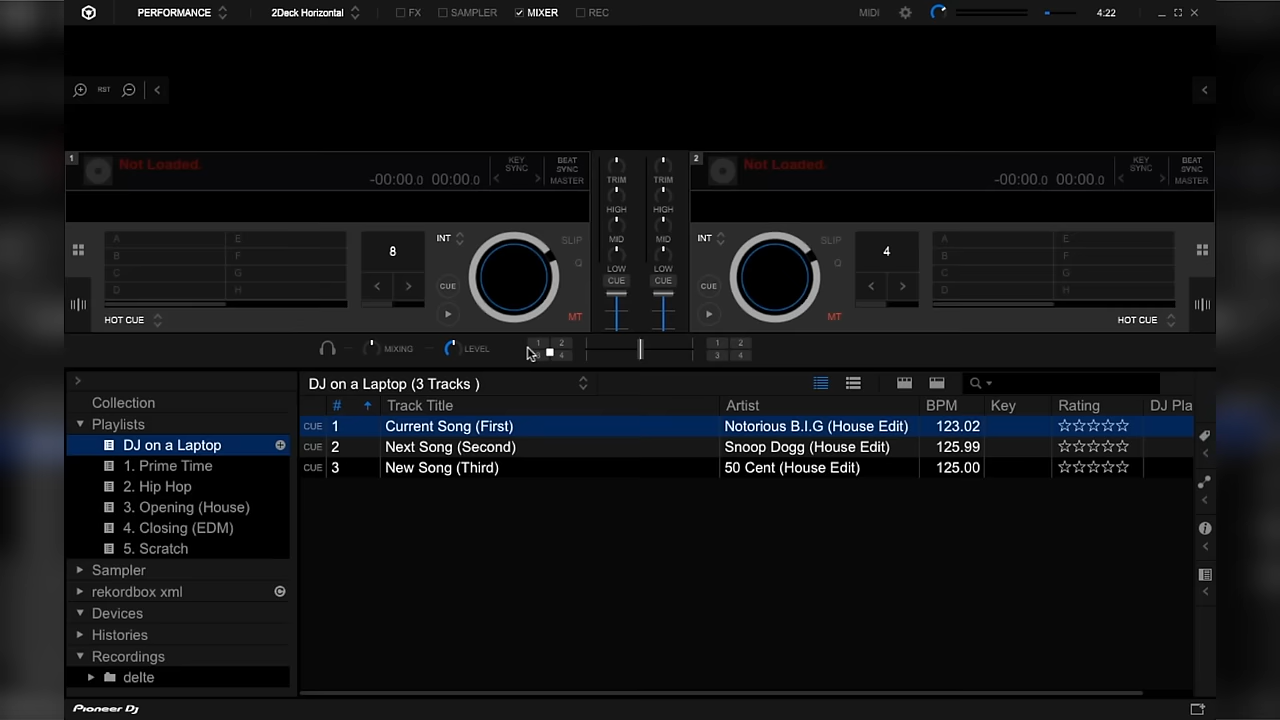 PERFORMANCE 2Deck Horizontal FX SAMPLER MIXER REC MIDI 4:22
RST
1 Not Loaded KEY SYNC BEAT SYNC MASTER
-00:00.0 00:00.0
TRIM TRIM
HIGH HIGH
MID MID
LOW LOW
CUE CUE
2 Not Loaded KEY SYNC BEAT SYNC MASTER
-00:00.0 00:00.0
A E
B F
C G
D H
HOT CUE
8
INT SLIP
Q
CUE
MT
INT SLIP
Q
CUE
MT
4
A E
B F
C G
D H
HOT CUE
MIXING LEVEL 1 2 1 2
4 3 4
DJ on a Laptop (3 Tracks )
# Track Title Artist BPM Key Rating DJ Pla
CUE 1 Current Song (First) Notorious B.I.G (House Edit) 123.02
CUE 2 Next Song (Second) Snoop Dogg (House Edit) 125.99
CUE 3 New Song (Third) 50 Cent (House Edit) 125.00
Collection
Playlists
DJ on a Laptop
1. Prime Time
2. Hip Hop
3. Opening (House)
4. Closing (EDM)
5. Scratch
Sampler
rekordbox xml
Devices
Histories
Recordings
delte
Pioneer Dj